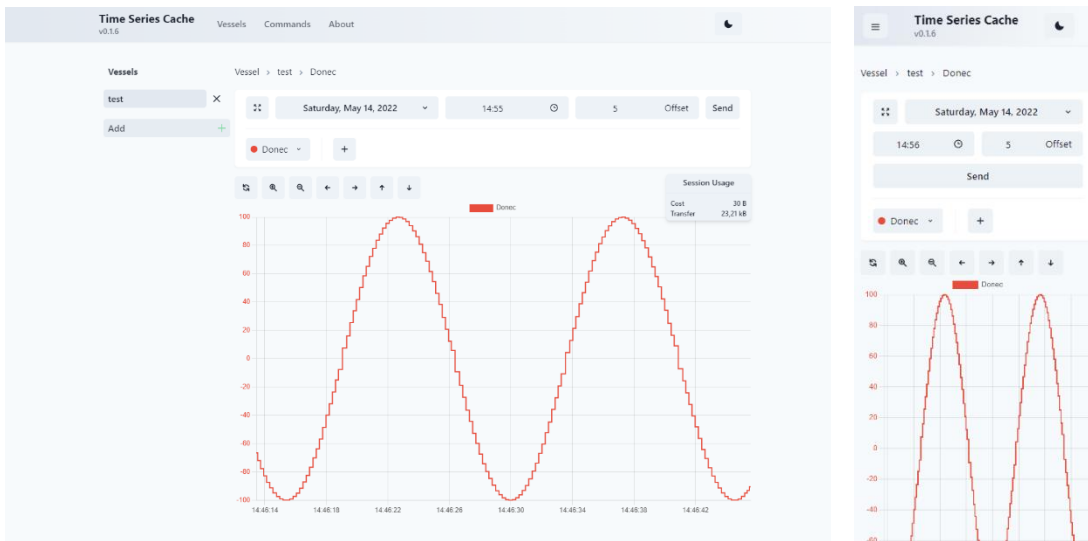 Time Series Cache
v0.1.6
Vessels Commands About
Vessels
test
Add
Vessel > test > Donec
Saturday, May 14, 2022 14:55 5 Offset Send
Donec
Session Usage
Cost 30 B
Transfer 23,21 kB
Donec
100
80
60
40
20
0
-20
-40
-60
-80
-100
14:46:14 14:46:18 14:46:22 14:46:26 14:46:30 14:46:34 14:46:38 14:46:42
Time Series Cache
v0.1.6
Vessel > test > Donec
Saturday, May 14, 2022
14:56 5 Offset
Send
Donec
Donec
100
80
60
40
20
0
-20
-40
-60